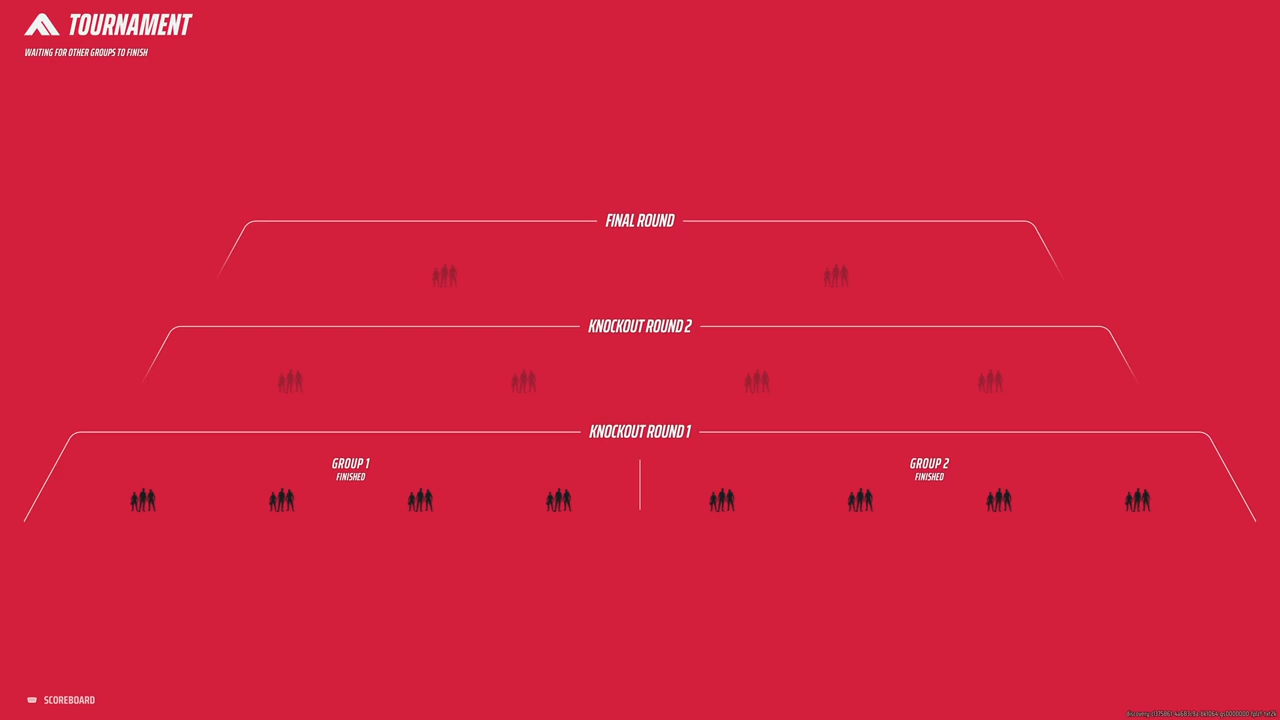 TOURNAMENT
WAITING FOR OTHER GROUPS TO FINISH
FINAL ROUND
KNOCKOUT ROUND 2
KNOCKOUT ROUND 1
GROUP 1
FINISHED
GROUP 2
FINISHED
SCOREBOARD